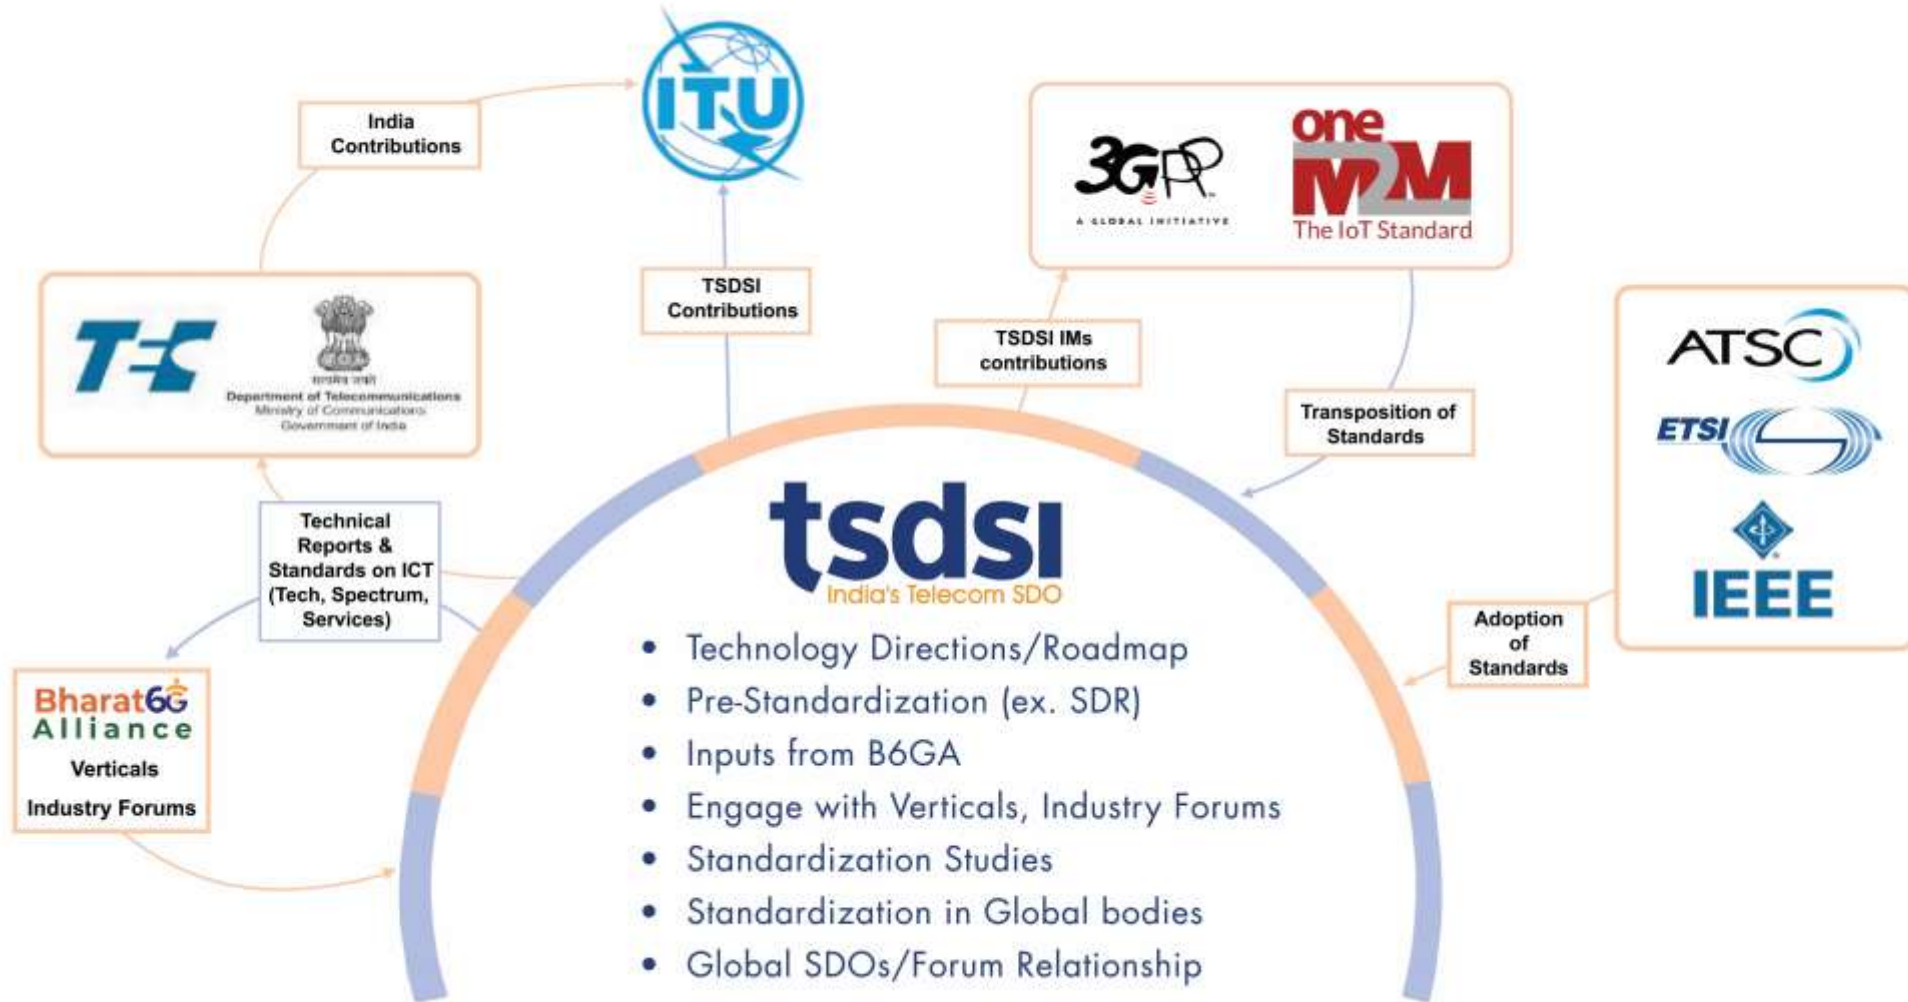 ITU
India
Contributions
3GPP
A GLOBAL INITIATIVE
one
M2M
The IoT Standard
TSDSI
Contributions
TSDSI IMs
contributions
TEC
सत्यमेव जयते
Department of Telecommunications
Ministry of Communications
Government of India
ATSC
ETSI
IEEE
Transposition of
Standards
Technical
Reports &
Standards on ICT
(Tech, Spectrum,
Services)
Adoption
of
Standards
Bharat6G
Alliance
Verticals
Industry Forums
tsdsi
India's Telecom SDO
• Technology Directions/Roadmap
• Pre-Standardization (ex. SDR)
• Inputs from B6GA
• Engage with Verticals, Industry Forums
• Standardization Studies
• Standardization in Global bodies
• Global SDOs/Forum Relationship